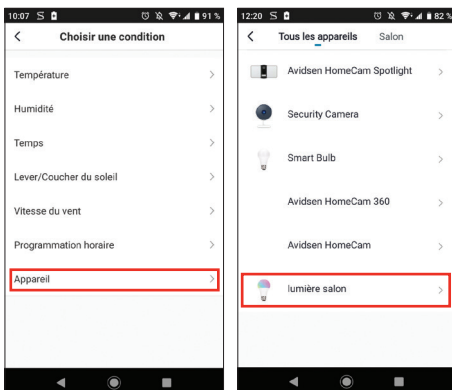 10:07 S 91 %
Choisir une condition
Température
Humidité
Temps
Lever/Coucher du soleil
Vitesse du vent
Programmation horaire
Appareil
12:20 S 82 %
Tous les appareils Salon
Avidsen HomeCam Spotlight
Security Camera
Smart Bulb
Avidsen HomeCam 360
Avidsen HomeCam
lumière salon